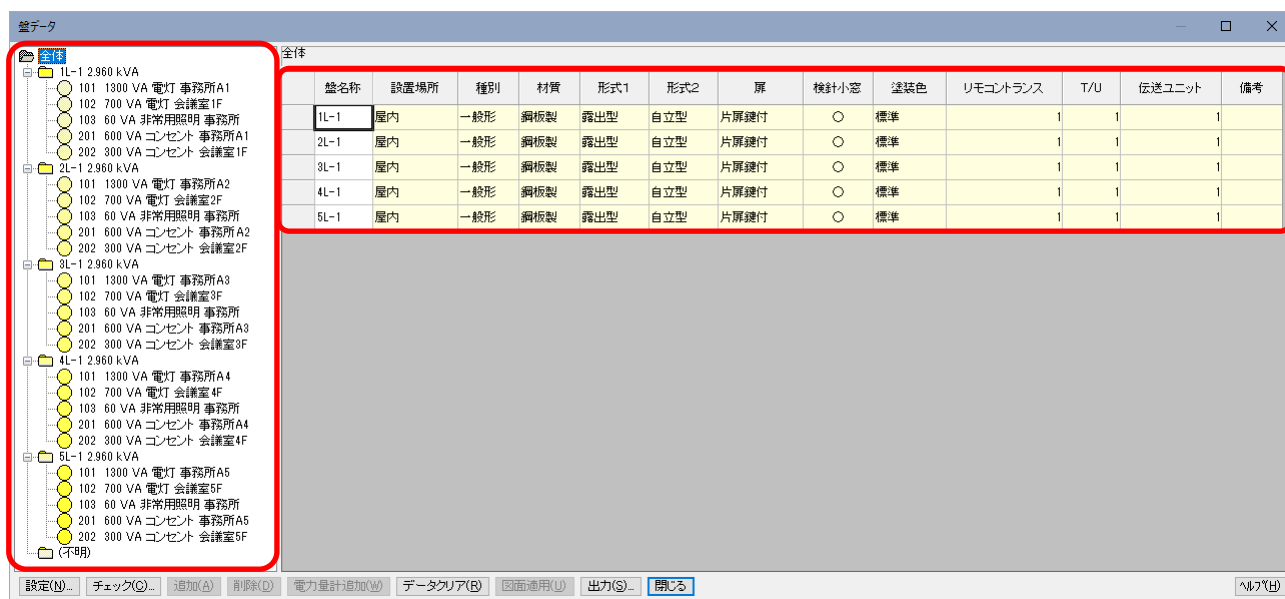 盤データ
全体
1L-1 2.960 kVA
101 1300 VA 電灯 事務所A1
102 700 VA 電灯 会議室1F
103 60 VA 非常用照明 事務所
201 600 VA コンセント 事務所A1
202 300 VA コンセント 会議室1F
2L-1 2.960 kVA
101 1300 VA 電灯 事務所A2
102 700 VA 電灯 会議室2F
103 60 VA 非常用照明 事務所
201 600 VA コンセント 事務所A2
202 300 VA コンセント 会議室2F
3L-1 2.960 kVA
101 1300 VA 電灯 事務所A3
102 700 VA 電灯 会議室3F
103 60 VA 非常用照明 事務所
201 600 VA コンセント 事務所A3
202 300 VA コンセント 会議室3F
4L-1 2.960 kVA
101 1300 VA 電灯 事務所A4
102 700 VA 電灯 会議室4F
103 60 VA 非常用照明 事務所
201 600 VA コンセント 事務所A4
202 300 VA コンセント 会議室4F
5L-1 2.960 kVA
101 1300 VA 電灯 事務所A5
102 700 VA 電灯 会議室5F
103 60 VA 非常用照明 事務所
201 600 VA コンセント 事務所A5
202 300 VA コンセント 会議室5F
(不明)
全体
盤名称 設置場所 種別 材質 形式1 形式2 扉 検針小窓 塗装色 リモコントランス T/U 伝送ユニット 備考
1L-1 屋内 一般形 鋼板製 露出型 自立型 片扉鍵付 ○ 標準 1 1 1
2L-1 屋内 一般形 鋼板製 露出型 自立型 片扉鍵付 ○ 標準 1 1 1
3L-1 屋内 一般形 鋼板製 露出型 自立型 片扉鍵付 ○ 標準 1 1 1
4L-1 屋内 一般形 鋼板製 露出型 自立型 片扉鍵付 ○ 標準 1 1 1
5L-1 屋内 一般形 鋼板製 露出型 自立型 片扉鍵付 ○ 標準 1 1 1
設定(N)... チェック(C)... 追加(A) 削除(D) 電力量計追加(W) データクリア(R) 図面適用(U) 出力(S)... 閉じる ヘルプ(H)